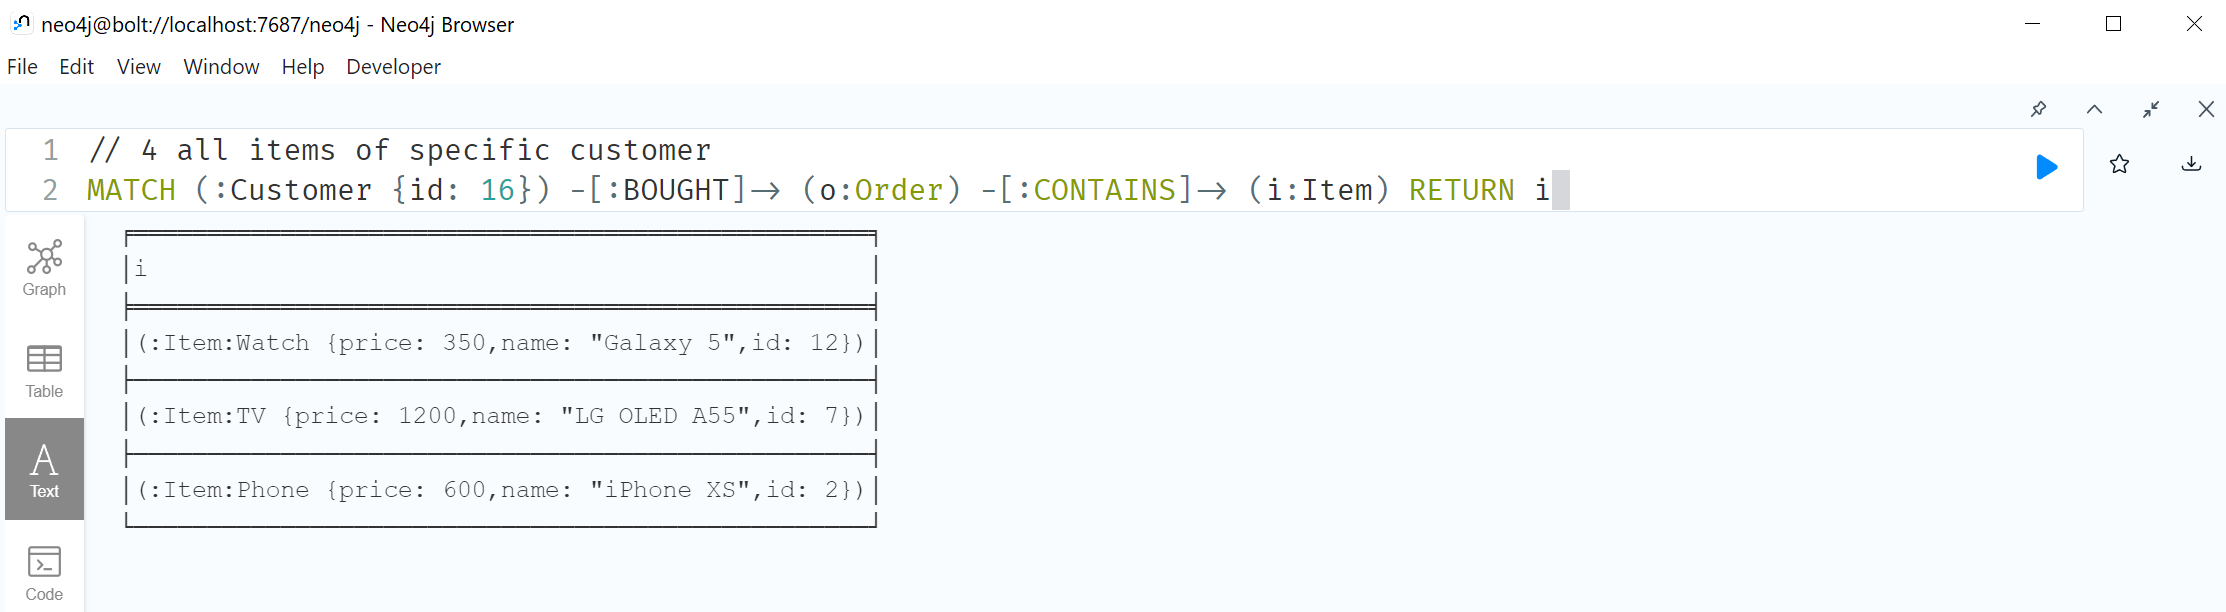 neo4j@bolt://localhost:7687/neo4j - Neo4j Browser
File Edit View Window Help Developer
1 // 4 all items of specific customer
2 MATCH (:Customer {id: 16}) -[:BOUGHT]-> (o:Order) -[:CONTAINS]-> (i:Item) RETURN i
Graph
Table
Text
Code
i
(:Item:Watch {price: 350,name: "Galaxy 5",id: 12})
(:Item:TV {price: 1200,name: "LG OLED A55",id: 7})
(:Item:Phone {price: 600,name: "iPhone XS",id: 2})